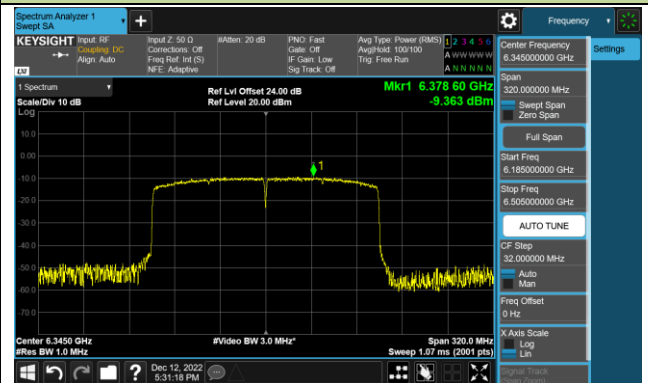 Spectrum Analyzer 1
Swept SA
+
Frequency
KEYSIGHT
Input: RF
Coupling: DC
Align: Auto
Input Z: 50 Ω
Corrections: Off
Freq Ref: Int (S)
NFE: Adaptive
#Atten: 20 dB
PNO: Fast
Gate: Off
IF Gain: Low
Sig Track: Off
Avg Type: Power (RMS)
Avg|Hold: 100/100
Trig: Free Run
1 2 3 4 5 6
A W W W W W
A N N N N N
LXI
1 Spectrum
Scale/Div 10 dB
Log
Ref Lvl Offset 24.00 dB
Ref Level 20.00 dBm
Mkr1 6.378 60 GHz
-9.363 dBm
10.0
0.00
-10.0
-20.0
-30.0
-40.0
-50.0
-60.0
-70.0
1
Center 6.3450 GHz
#Res BW 1.0 MHz
#Video BW 3.0 MHz*
Span 320.0 MHz
Sweep 1.07 ms (2001 pts)
Dec 12, 2022
5:31:18 PM
?
Center Frequency
6.345000000 GHz
Settings
Span
320.000000 MHz
Swept Span
Zero Span
Full Span
Start Freq
6.185000000 GHz
Stop Freq
6.505000000 GHz
AUTO TUNE
CF Step
32.000000 MHz
Auto
Man
Freq Offset
0 Hz
X Axis Scale
Log
Lin
Signal Track
(Span Zoom)